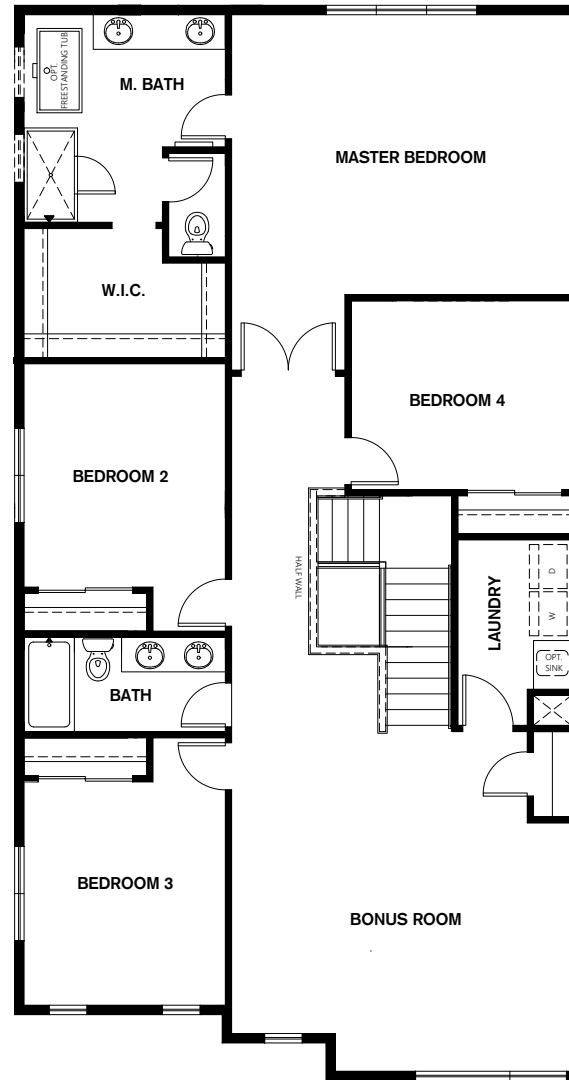 OPT.
FREESTANDING TUB
M. BATH
MASTER BEDROOM
W.I.C.
BEDROOM 4
BEDROOM 2
HALF WALL
LAUNDRY
D
W
OPT.
SINK
BATH
BEDROOM 3
BONUS ROOM